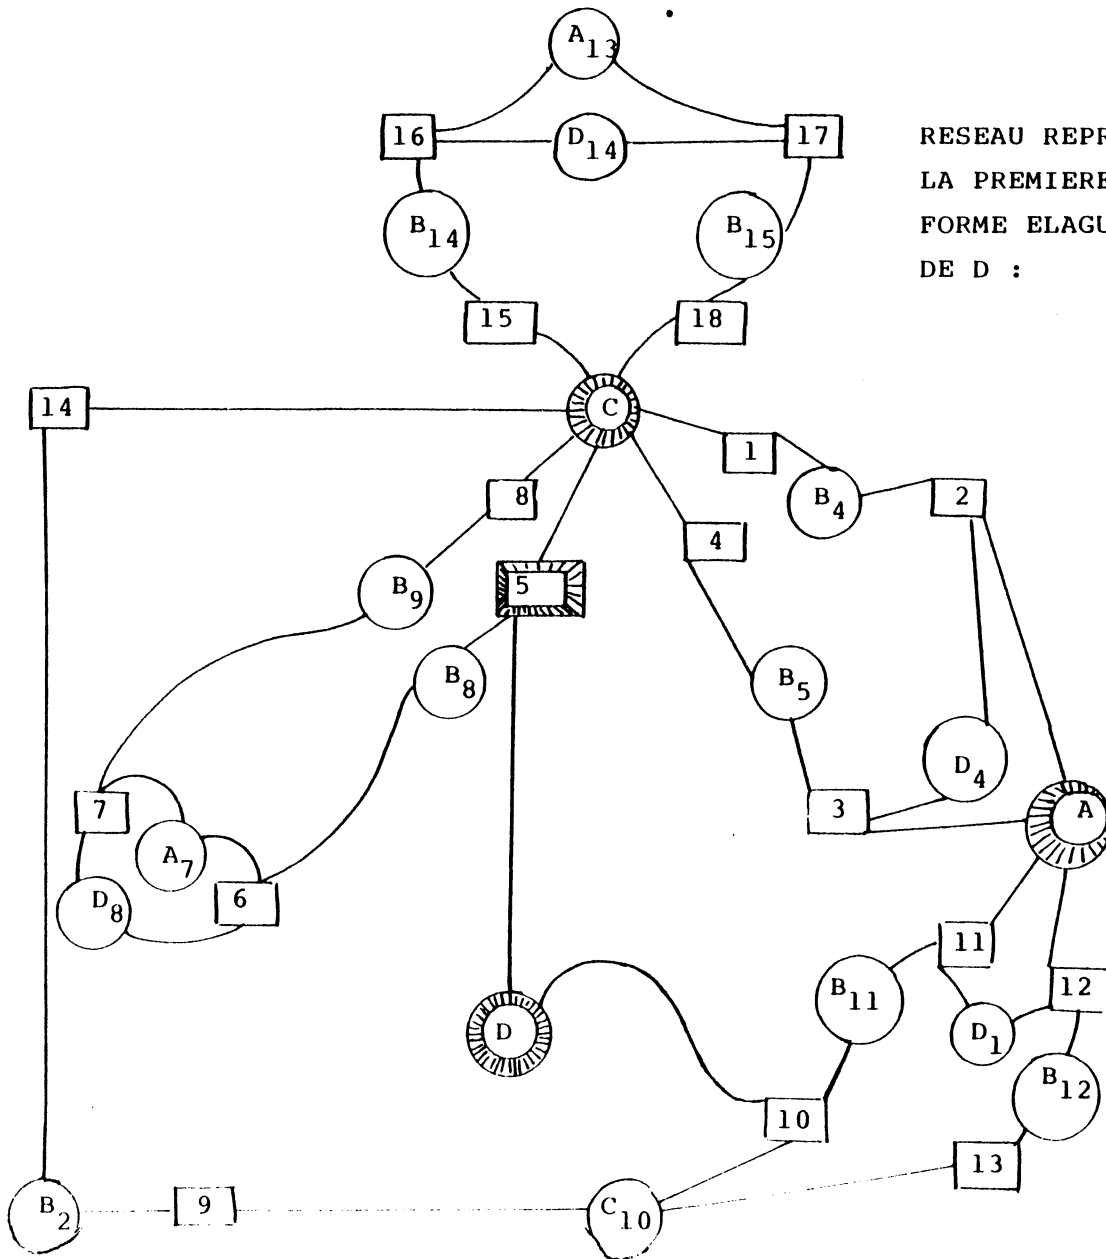 A13
16
D14
17
RESEAU REPR
LA PREMIERE
FORME ELAGU
DE D :
B14
B15
15
18
14
C
1
8
B4
2
4
B9
5
B8
B5
D4
7
3
A
A7
D8
6
11
B11
12
D
D1
B12
10
13
B2
9
C10